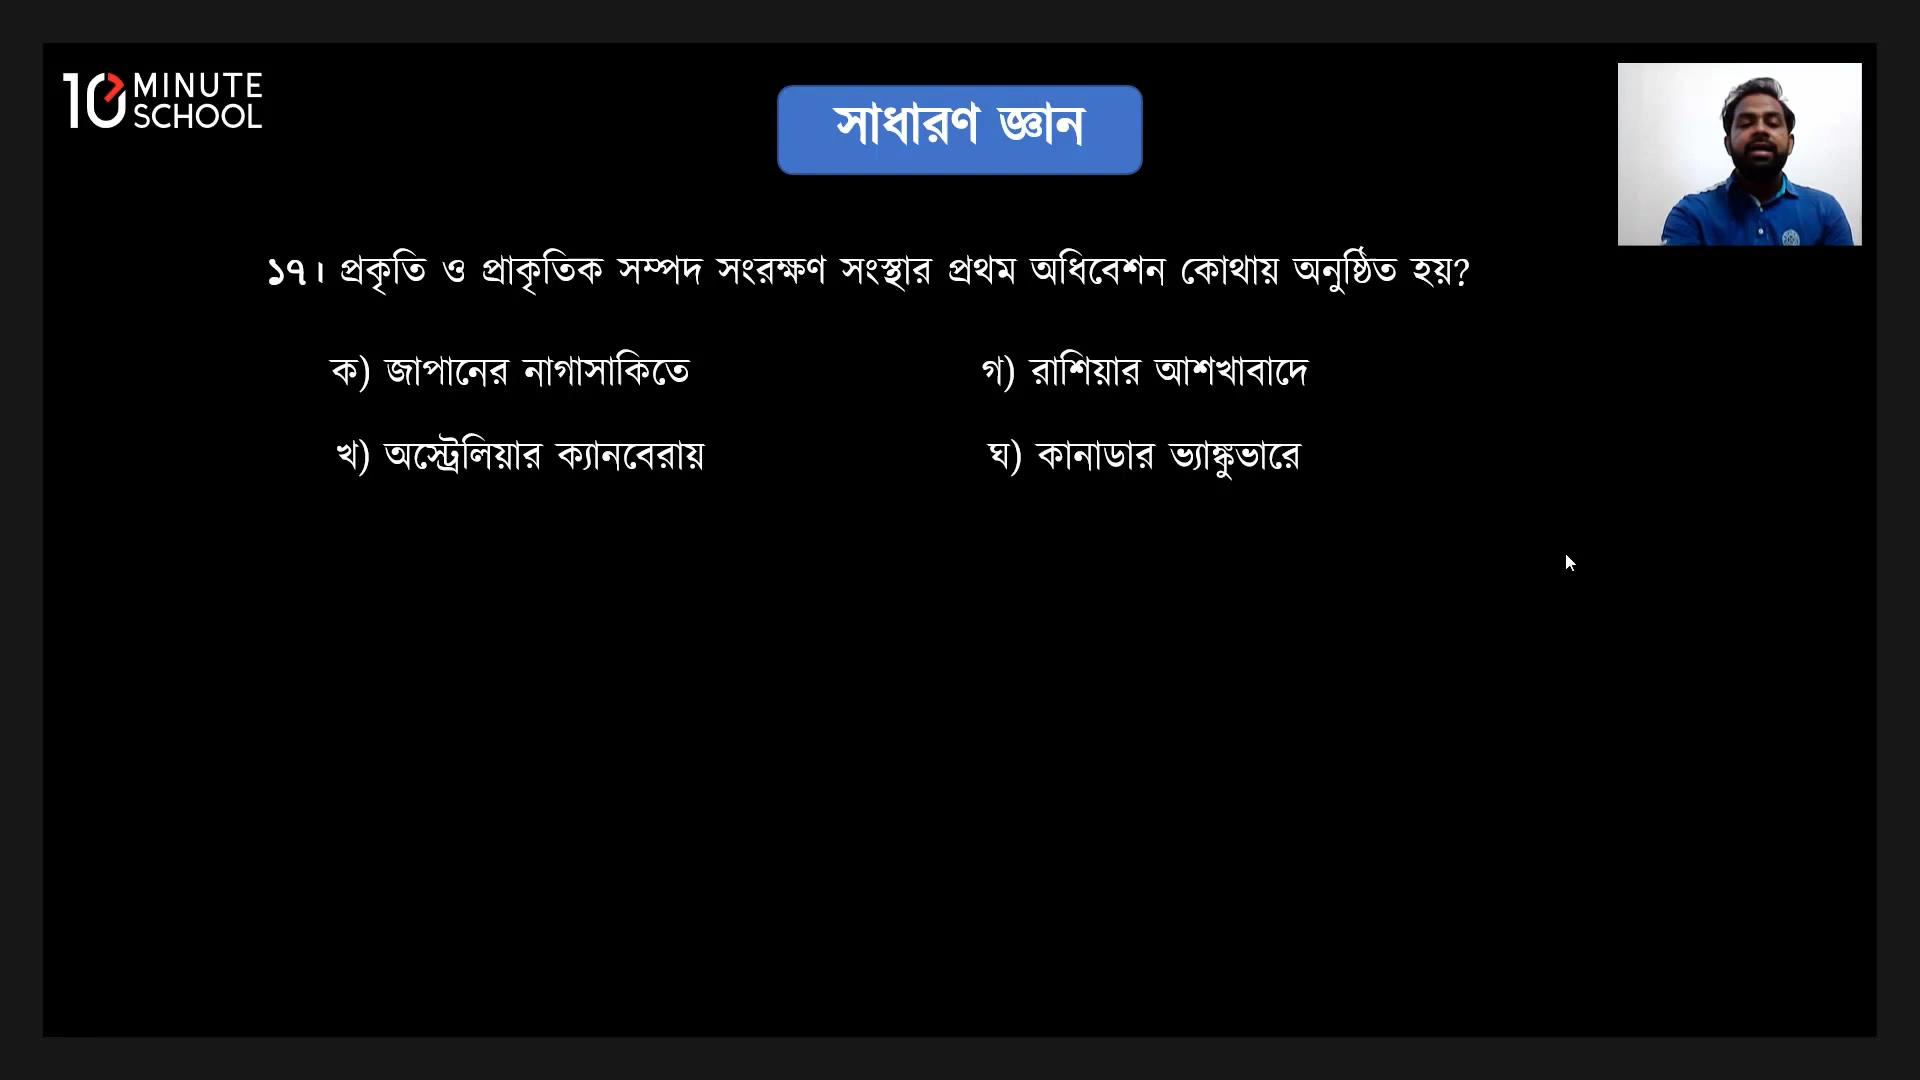 10 MINUTE SCHOOL
সাধারণ জ্ঞান
১৭। প্রকৃতি ও প্রাকৃতিক সম্পদ সংরক্ষণ সংস্থার প্রথম অধিবেশন কোথায় অনুষ্ঠিত হয়?
ক) জাপানের নাগাসাকিতে
গ) রাশিয়ার আশখাবাদে
খ) অস্ট্রেলিয়ার ক্যানবেরায়
ঘ) কানাডার ভ্যাঙ্কুভারে